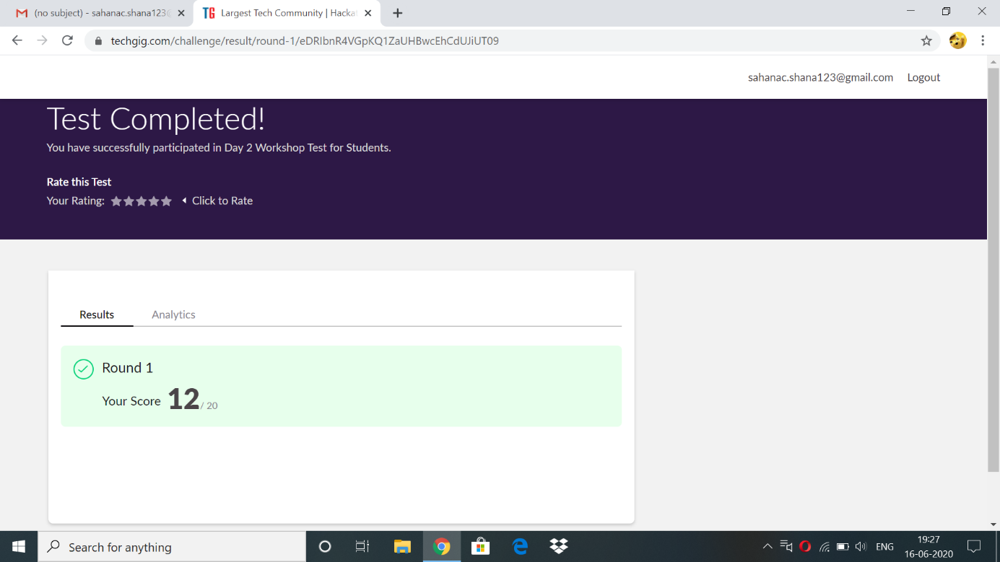 (no subject) - sahanac.shana123@
TG Largest Tech Community | Hacka
techgig.com/challenge/result/round-1/eDRIbnR4VGpKQ1ZaUHBwcEhCdUJiUT09
sahanac.shana123@gmail.com Logout
Test Completed!
You have successfully participated in Day 2 Workshop Test for Students.
Rate this Test
Your Rating: Click to Rate
Results Analytics
Round 1
Your Score 12 / 20
Search for anything
ENG
19:27
16-06-2020